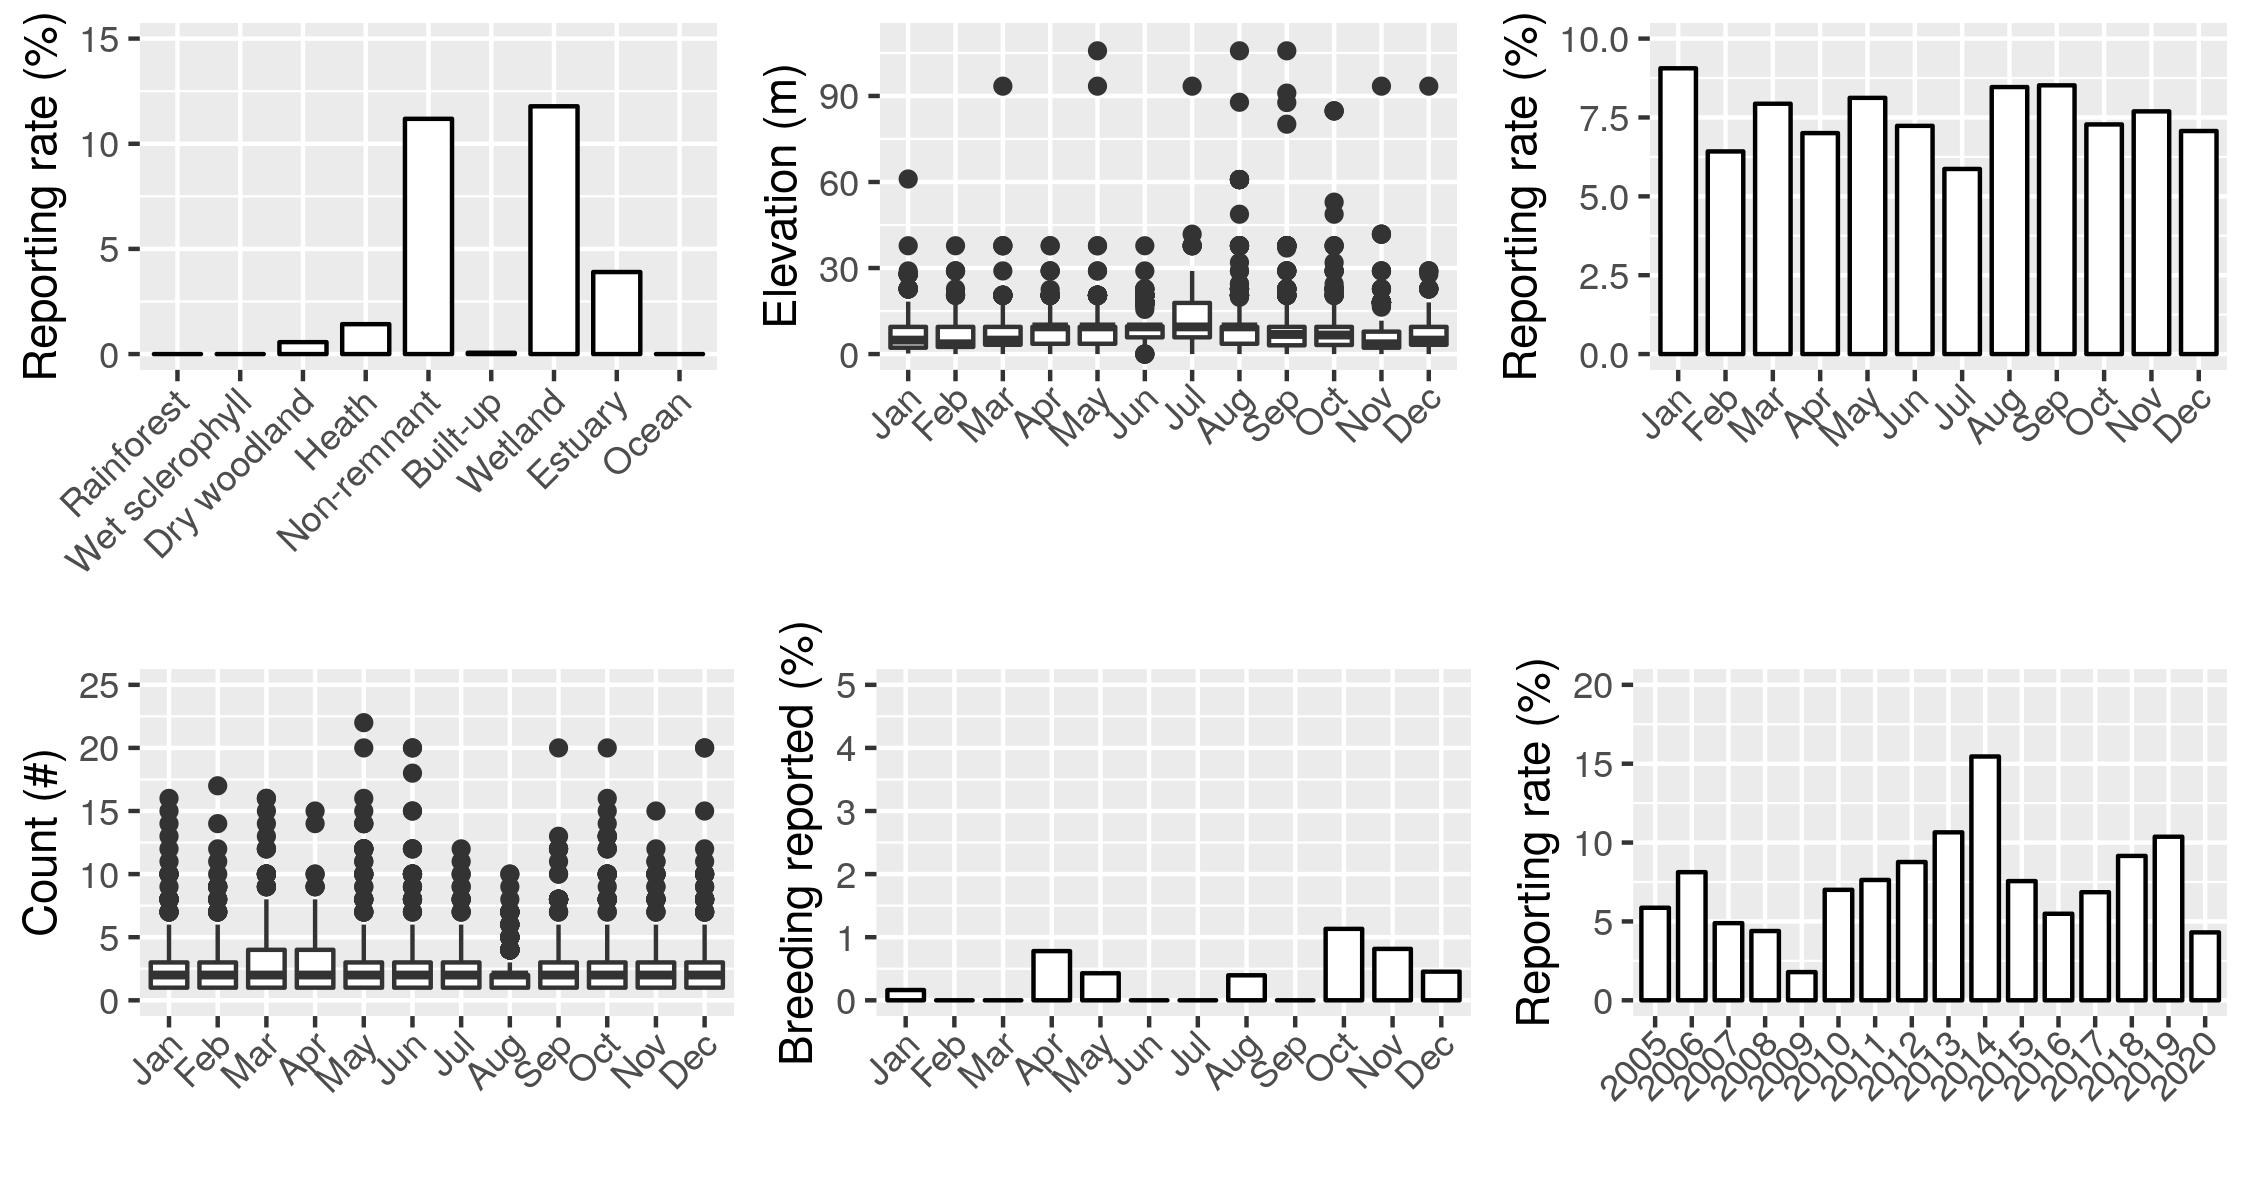 Reporting rate (%)
15
10
5
0
Rainforest
Wet sclerophyll
Dry woodland
Heath
Non-remnant
Built-up
Wetland
Estuary
Ocean
Elevation (m)
90
60
30
0
Jan
Feb
Mar
Apr
May
Jun
Jul
Aug
Sep
Oct
Nov
Dec
Reporting rate (%)
10.0
7.5
5.0
2.5
0.0
Jan
Feb
Mar
Apr
May
Jun
Jul
Aug
Sep
Oct
Nov
Dec
Count (#)
25
20
15
10
5
0
Jan
Feb
Mar
Apr
May
Jun
Jul
Aug
Sep
Oct
Nov
Dec
Breeding reported (%)
5
4
3
2
1
0
Jan
Feb
Mar
Apr
May
Jun
Jul
Aug
Sep
Oct
Nov
Dec
Reporting rate (%)
20
15
10
5
0
2005
2006
2007
2008
2009
2010
2011
2012
2013
2014
2015
2016
2017
2018
2019
2020